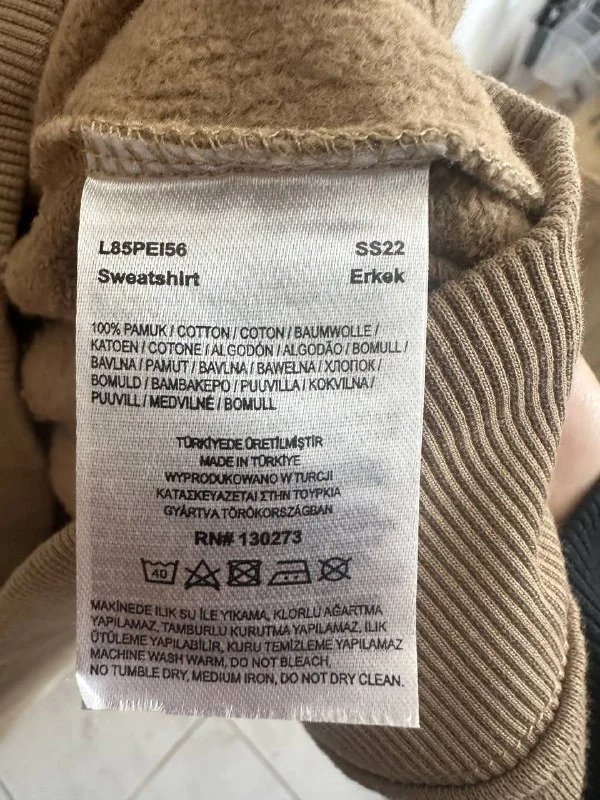 L85PEI56 SS22
Sweatshirt Erkek
100% PAMUK / COTTON / COTON / BAUMWOLLE /
KATOEN / COTONE / ALGODÓN / ALGODÃO / BOMULL /
BAVLNA / PAMUT / BAVLNA / BAWELNA / ХЛОПОК /
BOMULD / BAMBAKEPO / PUUVILLA / KOKVILNA /
PUUVILL / MEDVILNĖ / BOMULL
TÜRKİYEDE ÜRETİLMİŞTİR
MADE IN TÜRKİYE
WYPRODUKOWANO W TURCJI
ΚΑΤΑΣΚΕΥΑΖΕΤΑΙ ΣΤΗΝ ΤΟΥΡΚΙΑ
GYÁRTVA TÖRÖKORSZÁGBAN
RN# 130273
40
MAKİNEDE ILIK SU İLE YIKAMA, KLORLU AĞARTMA
YAPILAMAZ, TAMBURLU KURUTMA YAPILAMAZ, ILIK
ÜTÜLEME YAPILABİLİR, KURU TEMİZLEME YAPILAMAZ
MACHINE WASH WARM, DO NOT BLEACH,
NO TUMBLE DRY, MEDIUM IRON, DO NOT DRY CLEAN.